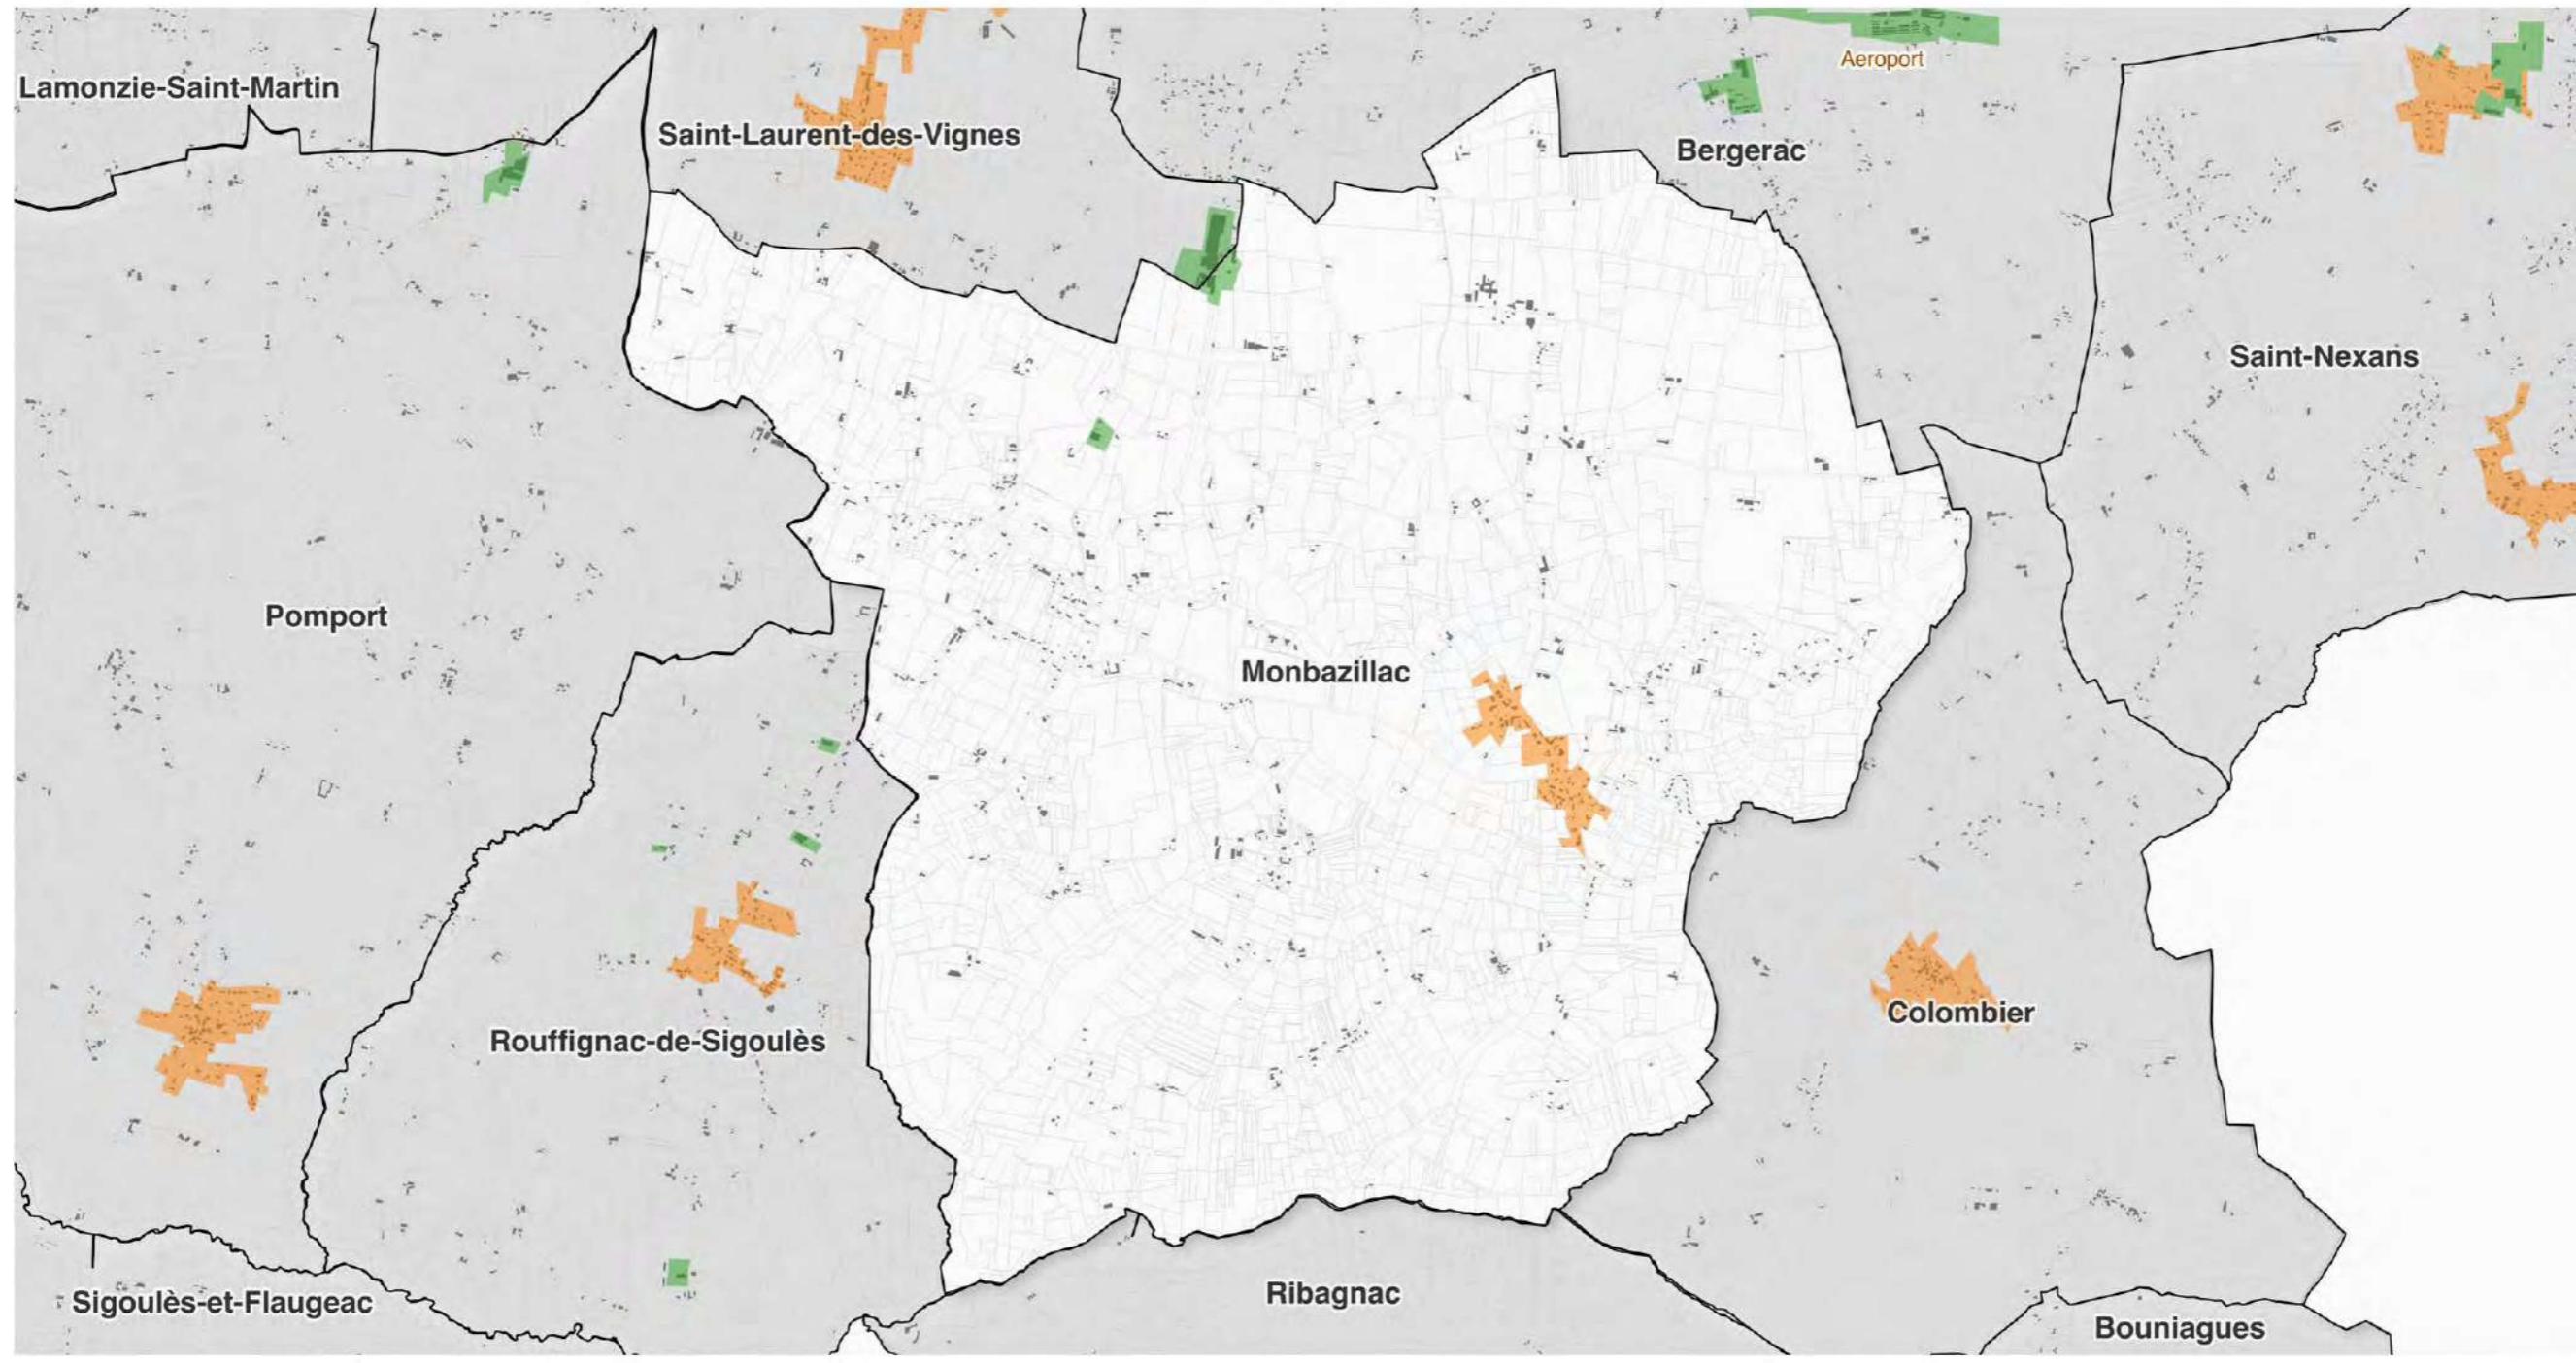 Aeroport
Lamonzie-Saint-Martin
Saint-Laurent-des-Vignes
Bergerac
Saint-Nexans
Pomport
Monbazillac
Colombier
Rouffignac-de-Sigoulès
Ribagnac
Sigoulès-et-Flaugeac
Bouniagues